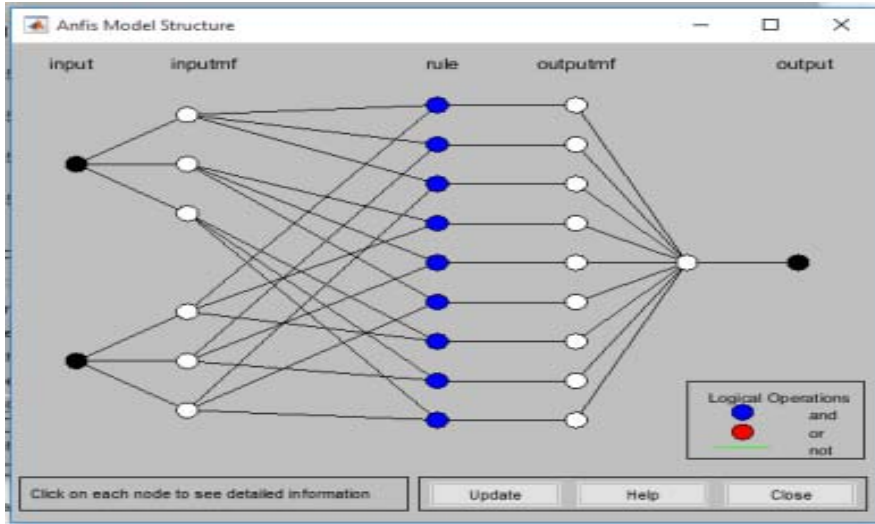 Anfis Model Structure
input inputmf rule outputmf output
Logical Operations
and
or
not
Click on each node to see detailed information
Update Help Close